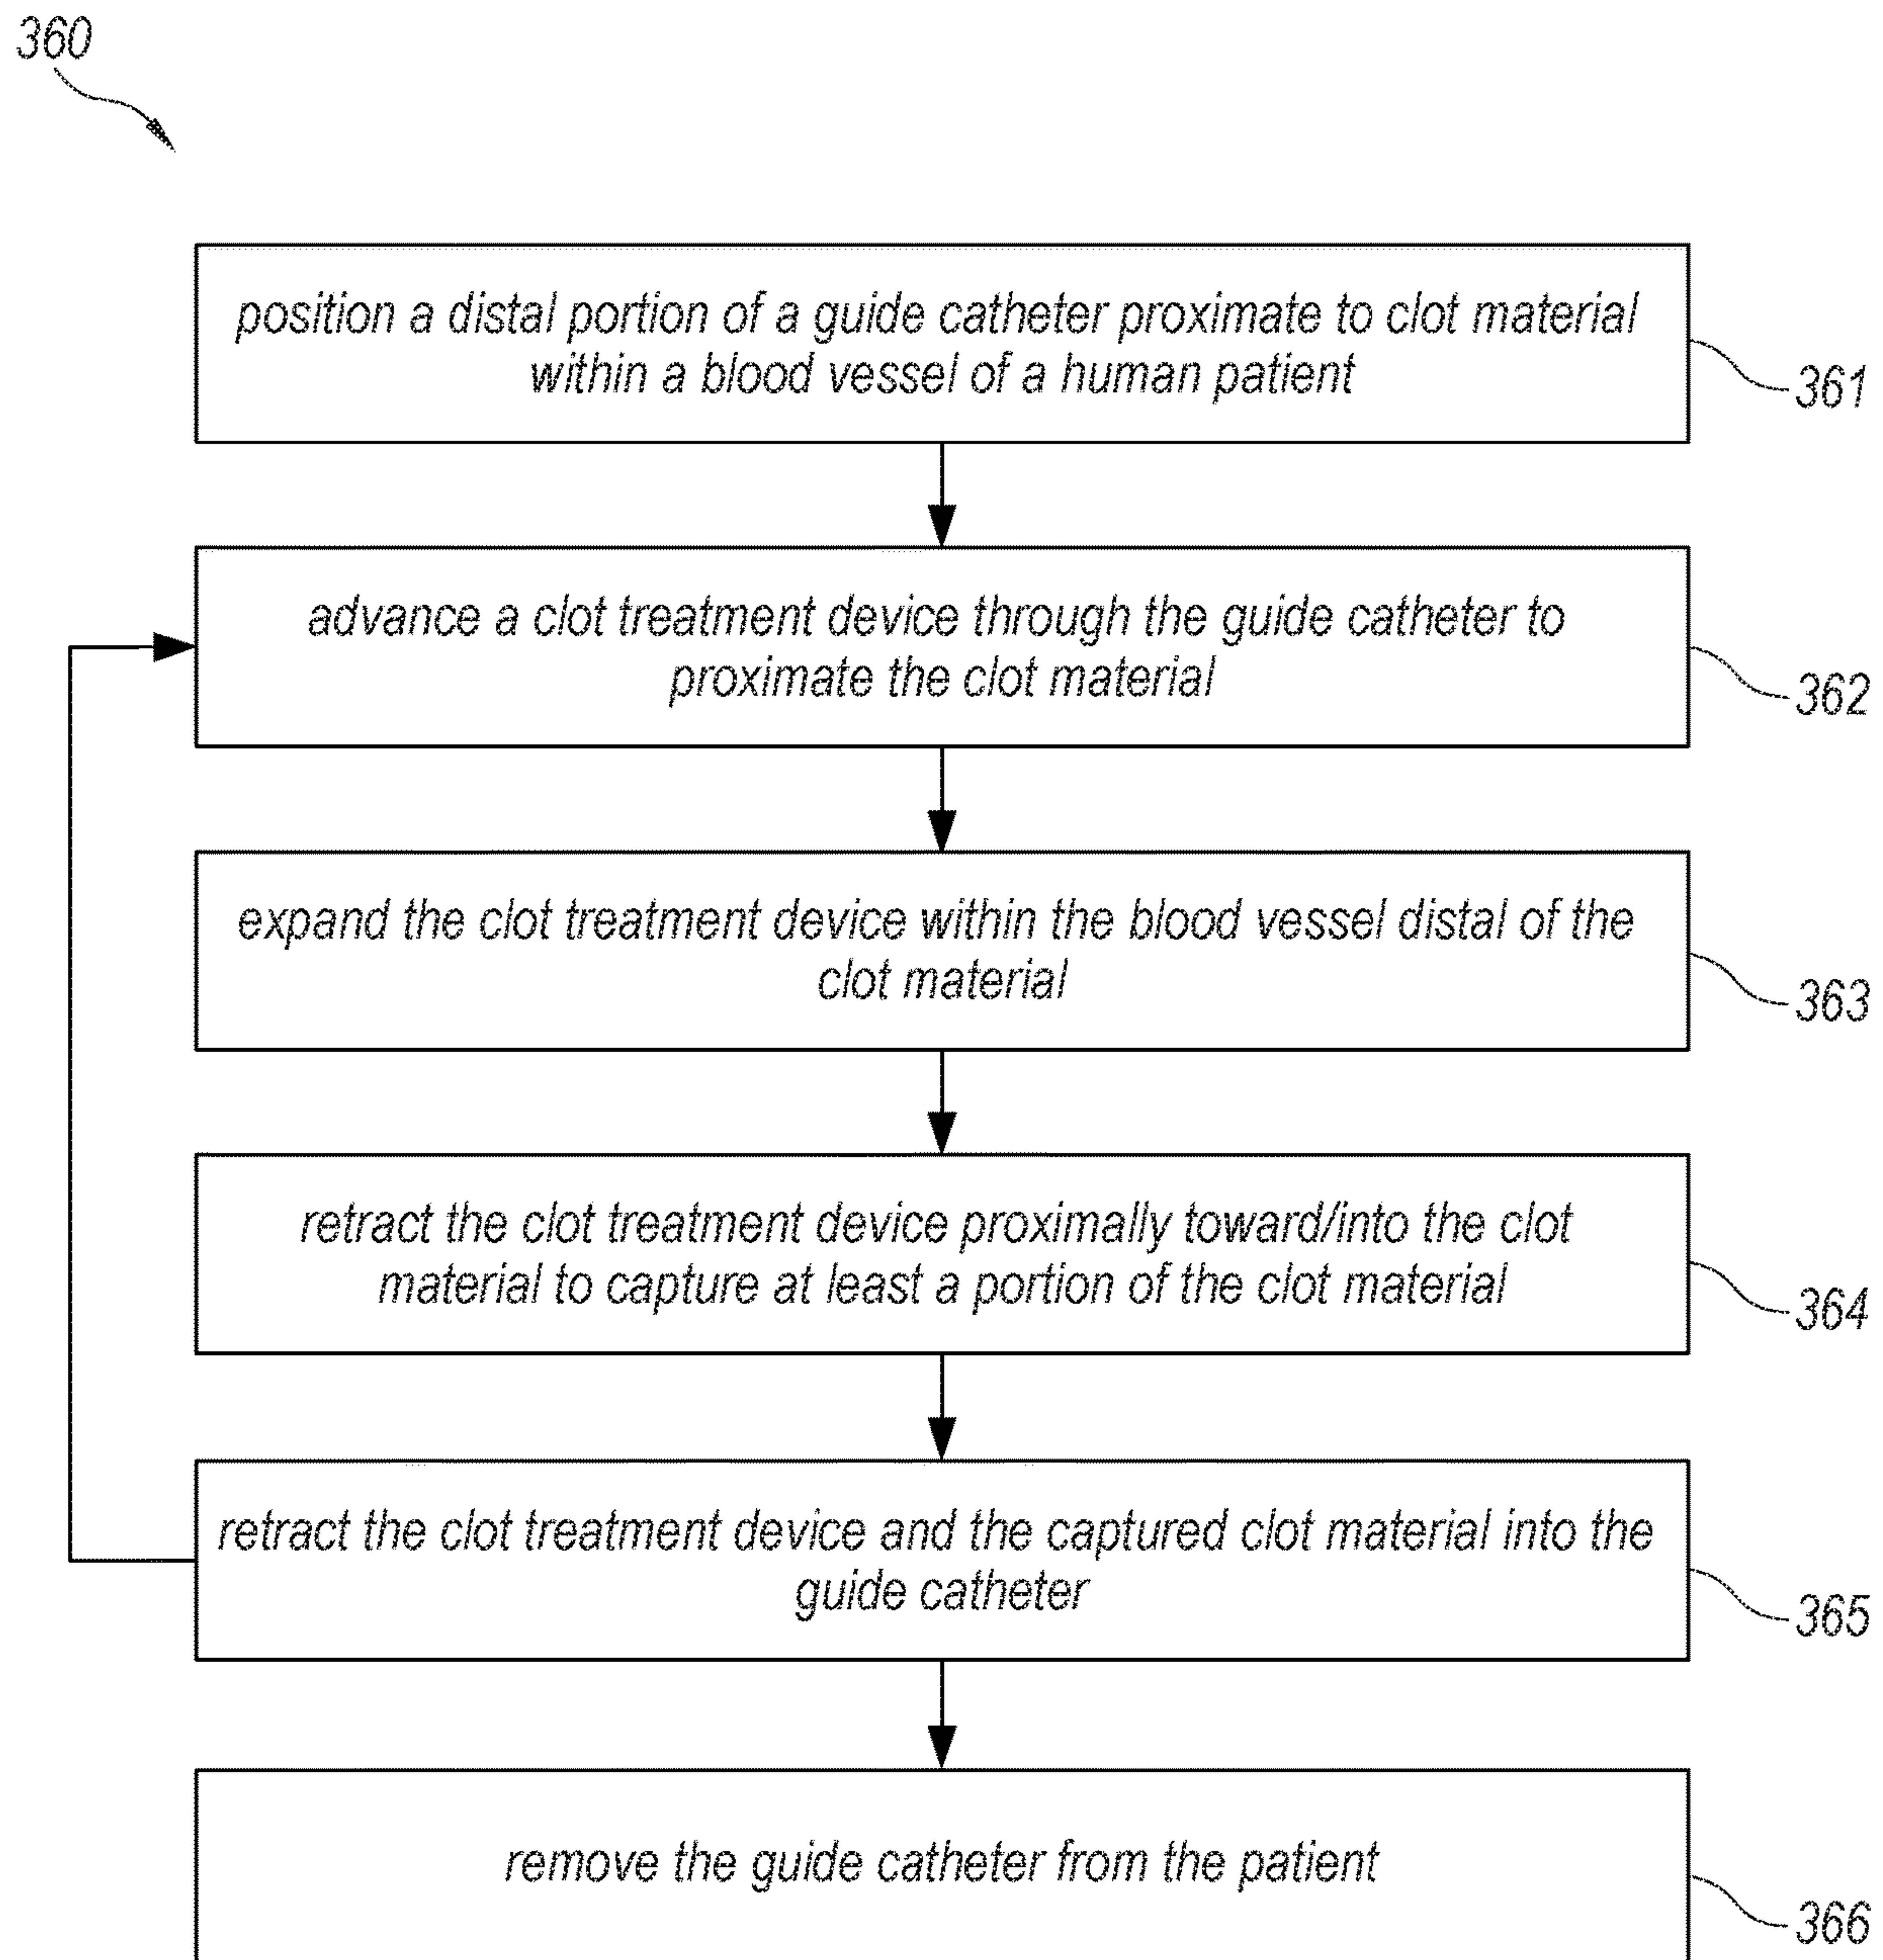 360
position a distal portion of a guide catheter proximate to clot material
within a blood vessel of a human patient
361
advance a clot treatment device through the guide catheter to
proximate the clot material
362
expand the clot treatment device within the blood vessel distal of the
clot material
363
retract the clot treatment device proximally toward/into the clot
material to capture at least a portion of the clot material
364
retract the clot treatment device and the captured clot material into the
guide catheter
365
remove the guide catheter from the patient
366